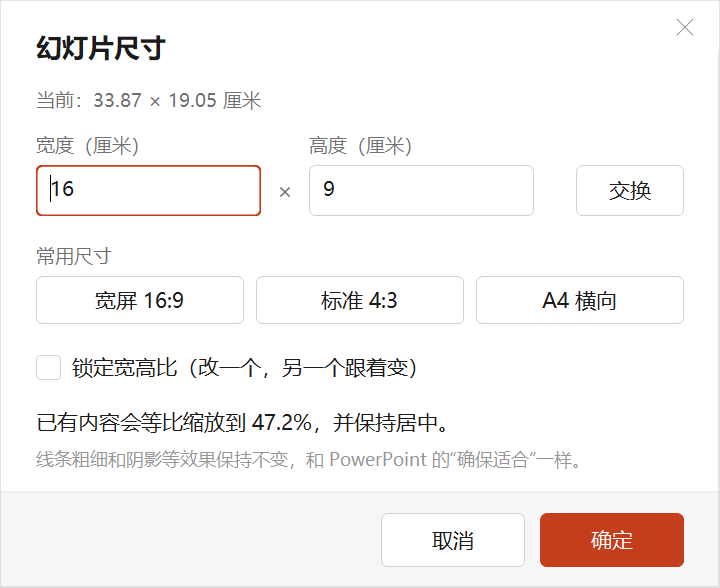 幻灯片尺寸
当前：33.87 × 19.05 厘米
宽度（厘米） 高度（厘米）
16 × 9 交换
常用尺寸
宽屏 16:9 标准 4:3 A4 横向
锁定宽高比（改一个，另一个跟着变）
已有内容会等比缩放到 47.2%，并保持居中。
线条粗细和阴影等效果保持不变，和 PowerPoint 的“确保适合”一样。
取消 确定